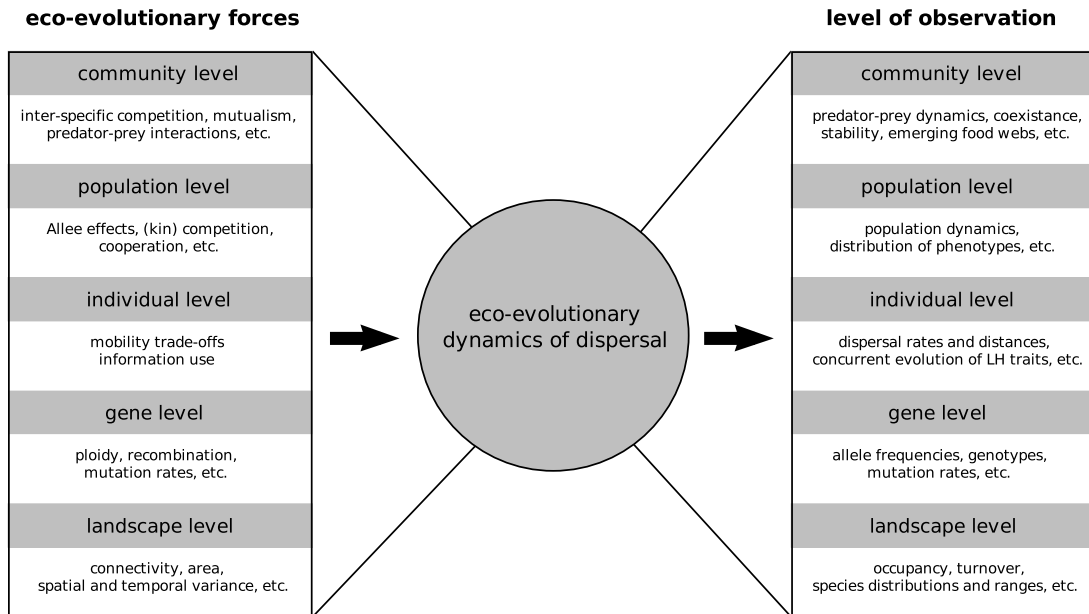 eco-evolutionary forces
community level
inter-specific competition, mutualism,
predator-prey interactions, etc.
population level
Allee effects, (kin) competition,
cooperation, etc.
individual level
mobility trade-offs
information use
gene level
ploidy, recombination,
mutation rates, etc.
landscape level
connectivity, area,
spatial and temporal variance, etc.
eco-evolutionary
dynamics of dispersal
level of observation
community level
predator-prey dynamics, coexistance,
stability, emerging food webs, etc.
population level
population dynamics,
distribution of phenotypes, etc.
individual level
dispersal rates and distances,
concurrent evolution of LH traits, etc.
gene level
allele frequencies, genotypes,
mutation rates, etc.
landscape level
occupancy, turnover,
species distributions and ranges, etc.